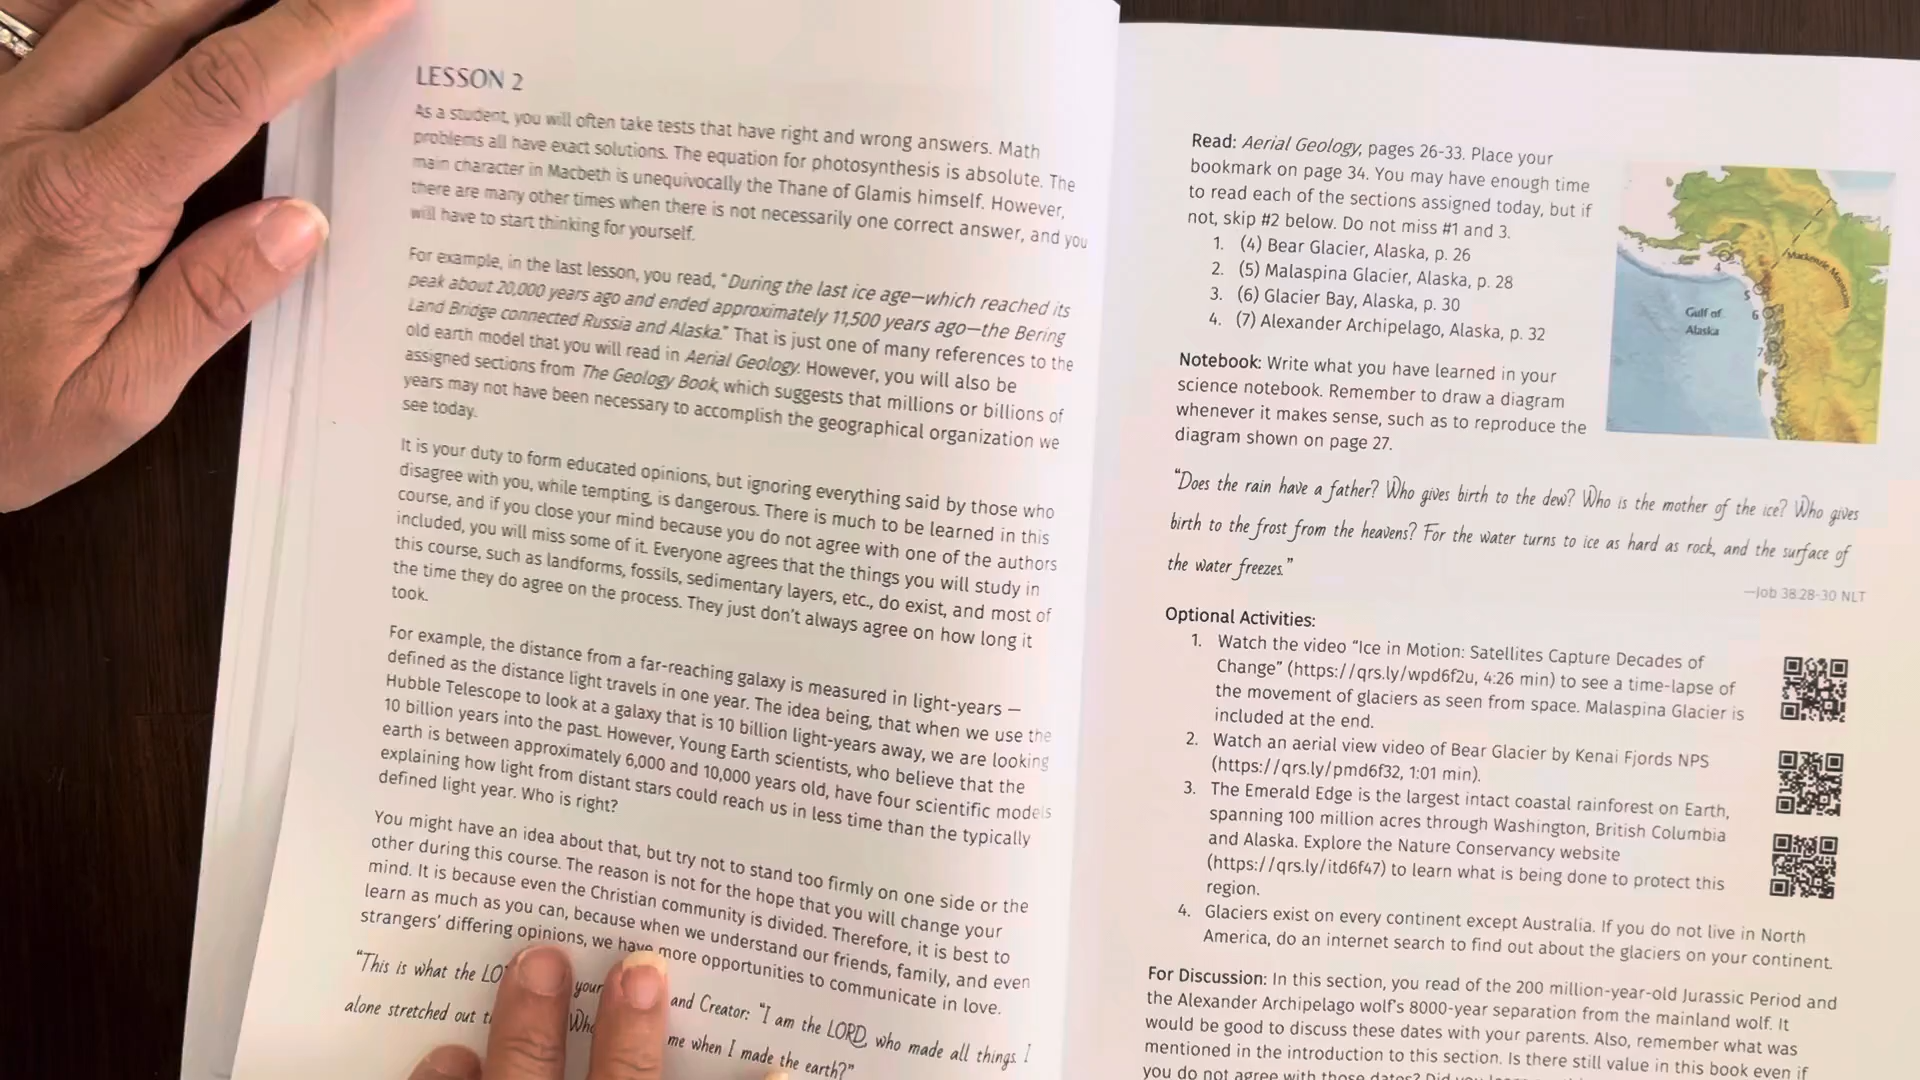 LESSON 2
As a student, you will often take tests that have right and wrong answers. Math
problems all have exact solutions. The equation for photosynthesis is absolute. The
main character in Macbeth is unequivocally the Thane of Glamis himself. However,
there are many other times when there is not necessarily one correct answer, and you
will have to start thinking for yourself.
For example, in the last lesson, you read, "During the last ice age—which reached its
peak about 20,000 years ago and ended approximately 11,500 years ago—the Bering
Land Bridge connected Russia and Alaska." That is just one of many references to the
old earth model that you will read in Aerial Geology. However, you will also be
assigned sections from The Geology Book, which suggests that millions or billions of
years may not have been necessary to accomplish the geographical organization we
see today.
It is your duty to form educated opinions, but ignoring everything said by those who
disagree with you, while tempting, is dangerous. There is much to be learned in this
course, and if you close your mind because you do not agree with one of the authors
included, you will miss some of it. Everyone agrees that the things you will study in
this course, such as landforms, fossils, sedimentary layers, etc., do exist, and most of
the time they do agree on the process. They just don't always agree on how long it
took.
For example, the distance from a far-reaching galaxy is measured in light-years —
defined as the distance light travels in one year. The idea being, that when we use the
Hubble Telescope to look at a galaxy that is 10 billion light-years away, we are looking
10 billion years into the past. However, Young Earth scientists, who believe that the
earth is between approximately 6,000 and 10,000 years old, have four scientific models
explaining how light from distant stars could reach us in less time than the typically
defined light year. Who is right?
You might have an idea about that, but try not to stand too firmly on one side or the
other during this course. The reason is not for the hope that you will change your
mind. It is because even the Christian community is divided. Therefore, it is best to
learn as much as you can, because when we understand our friends, family, and even
strangers' differing opinions, we have more opportunities to communicate in love.
"This is what the LO your and Creator: "I am the LORD, who made all things. I
alone stretched out Who me when I made the earth?"
Read: Aerial Geology, pages 26-33. Place your
bookmark on page 34. You may have enough time
to read each of the sections assigned today, but if
not, skip #2 below. Do not miss #1 and 3.
1. (4) Bear Glacier, Alaska, p. 26
2. (5) Malaspina Glacier, Alaska, p. 28
3. (6) Glacier Bay, Alaska, p. 30
4. (7) Alexander Archipelago, Alaska, p. 32
Mackenzie Mountains
4
5
6
7
Gulf of
Alaska
Notebook: Write what you have learned in your
science notebook. Remember to draw a diagram
whenever it makes sense, such as to reproduce the
diagram shown on page 27.
"Does the rain have a father? Who gives birth to the dew? Who is the mother of the ice? Who gives
birth to the frost from the heavens? For the water turns to ice as hard as rock, and the surface of
the water freezes."
—Job 38:28-30 NLT
Optional Activities:
1. Watch the video "Ice in Motion: Satellites Capture Decades of
Change" (https://qrs.ly/wpd6f2u, 4:26 min) to see a time-lapse of
the movement of glaciers as seen from space. Malaspina Glacier is
included at the end.
2. Watch an aerial view video of Bear Glacier by Kenai Fjords NPS
(https://qrs.ly/pmd6f32, 1:01 min).
3. The Emerald Edge is the largest intact coastal rainforest on Earth,
spanning 100 million acres through Washington, British Columbia
and Alaska. Explore the Nature Conservancy website
(https://qrs.ly/itd6f47) to learn what is being done to protect this
region.
4. Glaciers exist on every continent except Australia. If you do not live in North
America, do an internet search to find out about the glaciers on your continent.
For Discussion: In this section, you read of the 200 million-year-old Jurassic Period and
the Alexander Archipelago wolf's 8000-year separation from the mainland wolf. It
would be good to discuss these dates with your parents. Also, remember what was
mentioned in the introduction to this section. Is there still value in this book even if
you do not agree with those dates? Did you